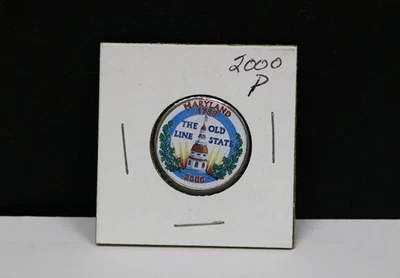 2000
P
MARYLAND
1788
THE OLD
LINE STATE
2000